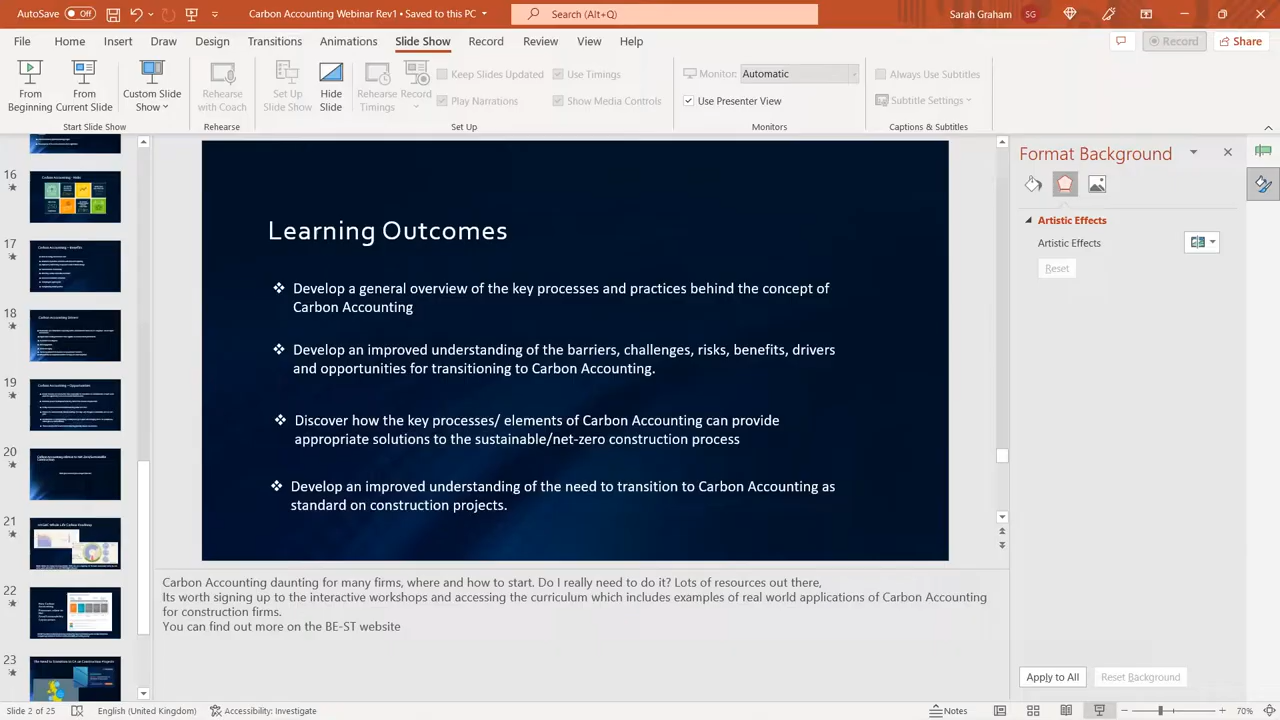 AutoSave Off Carbon Accounting Webinar Rev1 • Saved to this PC Search (Alt+Q) Sarah Graham SG
File Home Insert Draw Design Transitions Animations Slide Show Record Review View Help Record Share
From Beginning
From Current Slide
Custom Slide Show
Rehearse with Coach
Set Up Slide Show
Hide Slide
Rehearse Timings
Record
Keep Slides Updated
Use Timings
Play Narrations
Show Media Controls
Monitor: Automatic
Use Presenter View
Always Use Subtitles
Subtitle Settings
Start Slide Show Rehearse Set Up Captions & Subtitles
16
Carbon Accounting - Risks
17
Carbon Accounting – Benefits
18
Carbon Accounting Drivers
19
Carbon Accounting – Opportunities
20
21
22
23
Learning Outcomes
❖ Develop a general overview of the key processes and practices behind the concept of
Carbon Accounting
❖ an improved understanding of the barriers, challenges, risks, drivers
and opportunities for transitioning to Carbon Accounting.
❖ Discover how the key processes of Carbon Accounting can provide
appropriate solutions to the sustainable/net-zero construction process
❖ Develop an improved understanding of the need to transition to Carbon Accounting as
standard on construction projects.
Carbon Accounting daunting for many firms, where and how to start. Do I really need to do it? Lots of resources out there,
Its worth signing up to the curriculum which includes examples of real world applications of Carbon Accounting
for construction firms.
You can find out more on the website
Format Background
Artistic Effects
Artistic Effects
Reset
Apply to All Reset Background
Slide 2 of 25 English (United Kingdom) Accessibility: Investigate Notes 70%